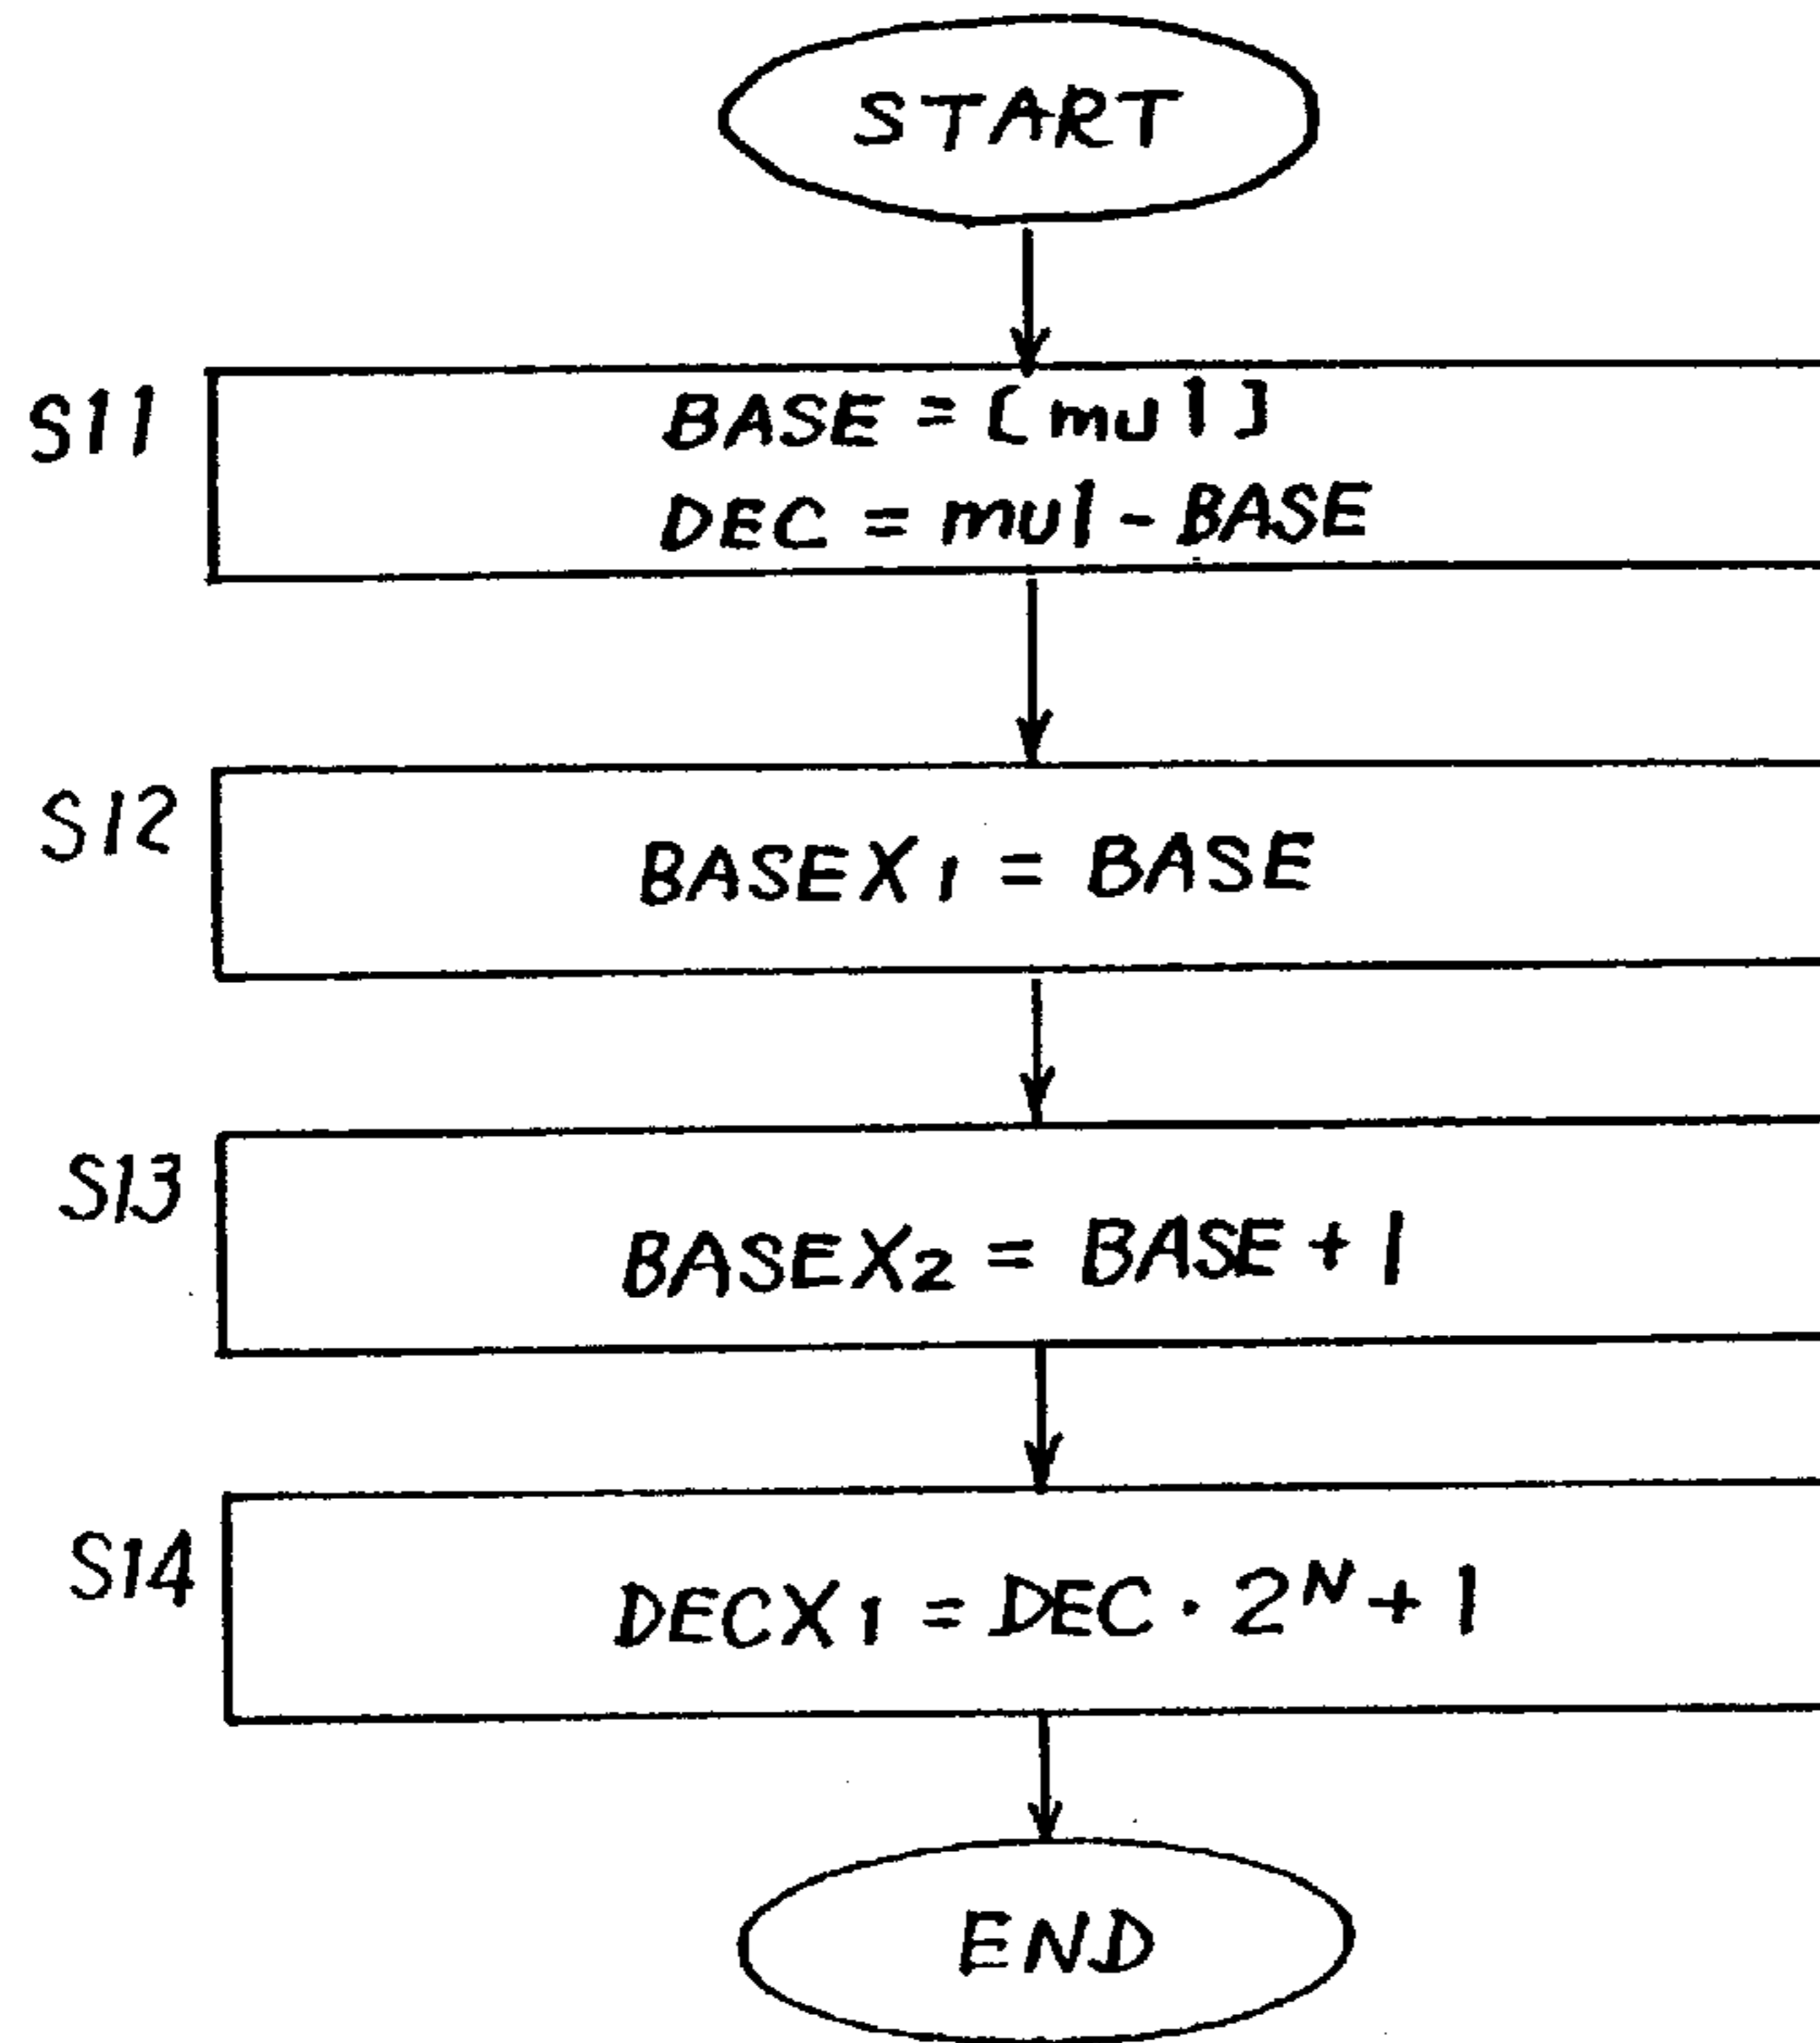 START
S11
BASE = [mul]
DEC = mul - BASE
S12
BASEX₁ = BASE
S13
BASEX₂ = BASE + 1
S14
DECX₁ = DEC · 2ᴺ + 1
END